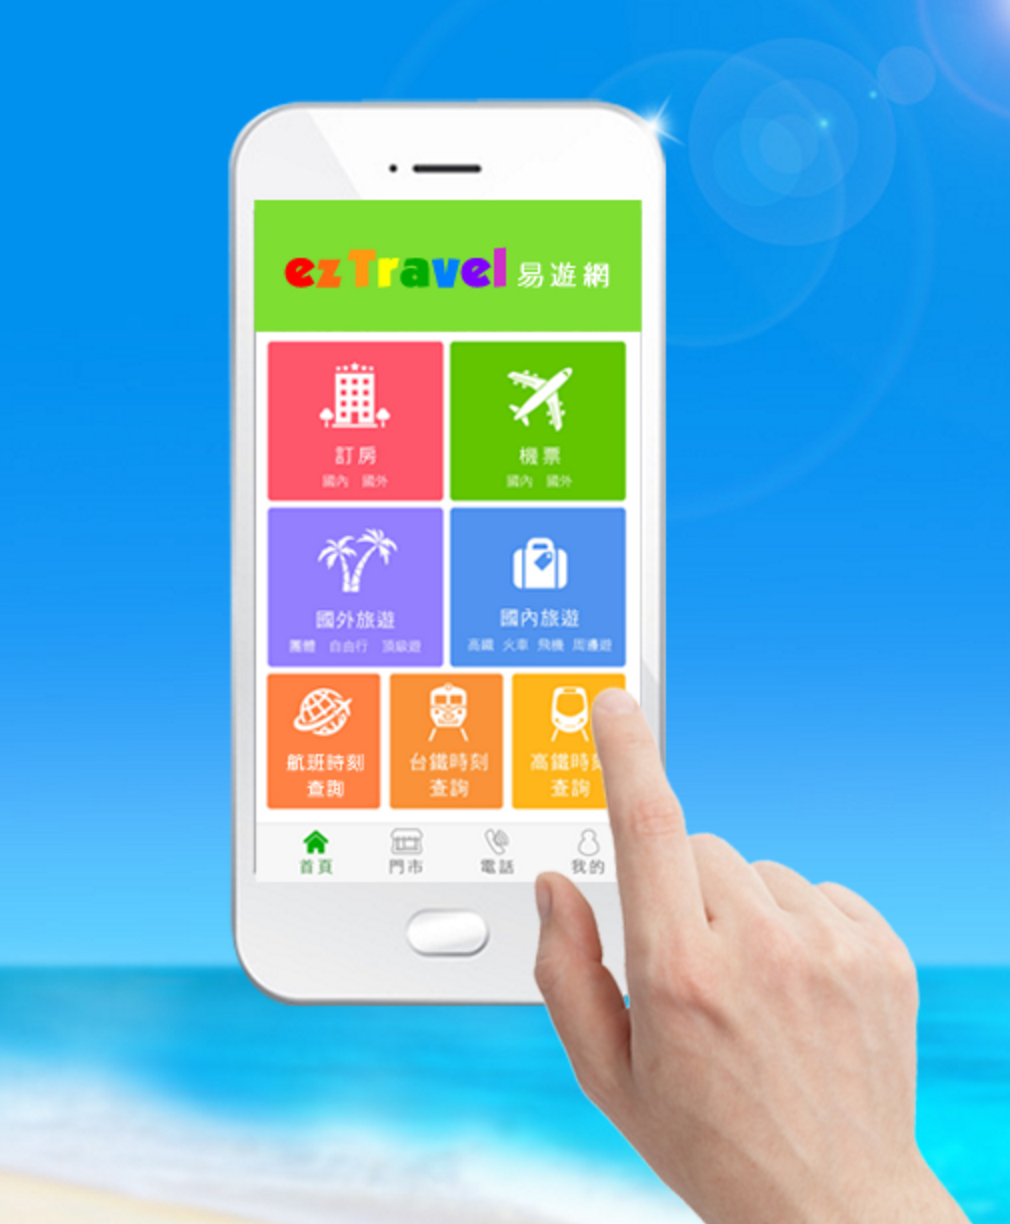 ezTravel 易遊網
訂房
國內 國外
機票
國內 國外
國外旅遊
團體 自由行 頂級遊
國內旅遊
高鐵 火車 飛機 周邊遊
航班時刻
查詢
台鐵時刻
查詢
高鐵時刻
查詢
首頁
門市
電話
我的